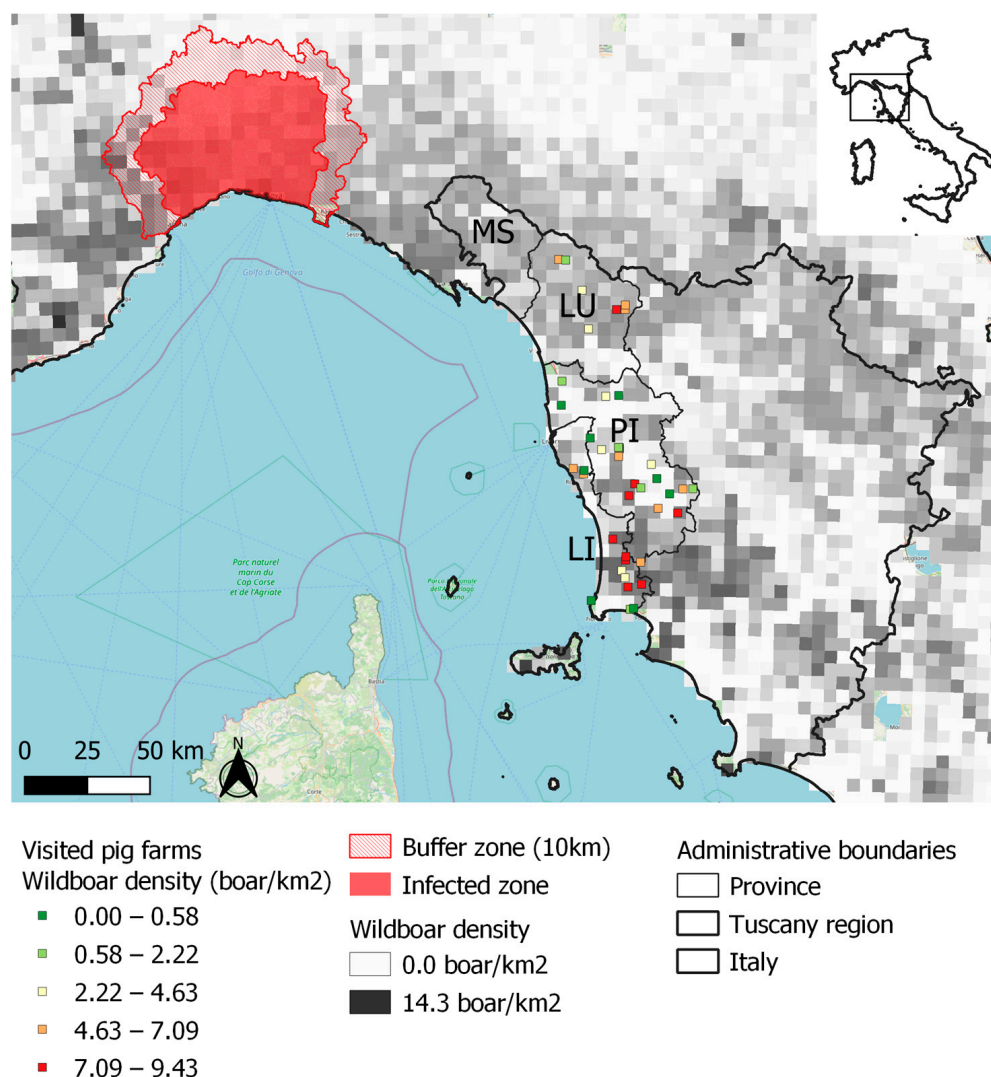 Golfo di Genova
MS
LU
PI
LI
Parc naturel
marin du
Cap Corse
et de l'Agriate
Bastia
Corte
0 25 50 km
N
Visited pig farms
Wildboar density (boar/km2)
0.00 – 0.58
0.58 – 2.22
2.22 – 4.63
4.63 – 7.09
7.09 – 9.43
Buffer zone (10km)
Infected zone
Wildboar density
0.0 boar/km2
14.3 boar/km2
Administrative boundaries
Province
Tuscany region
Italy